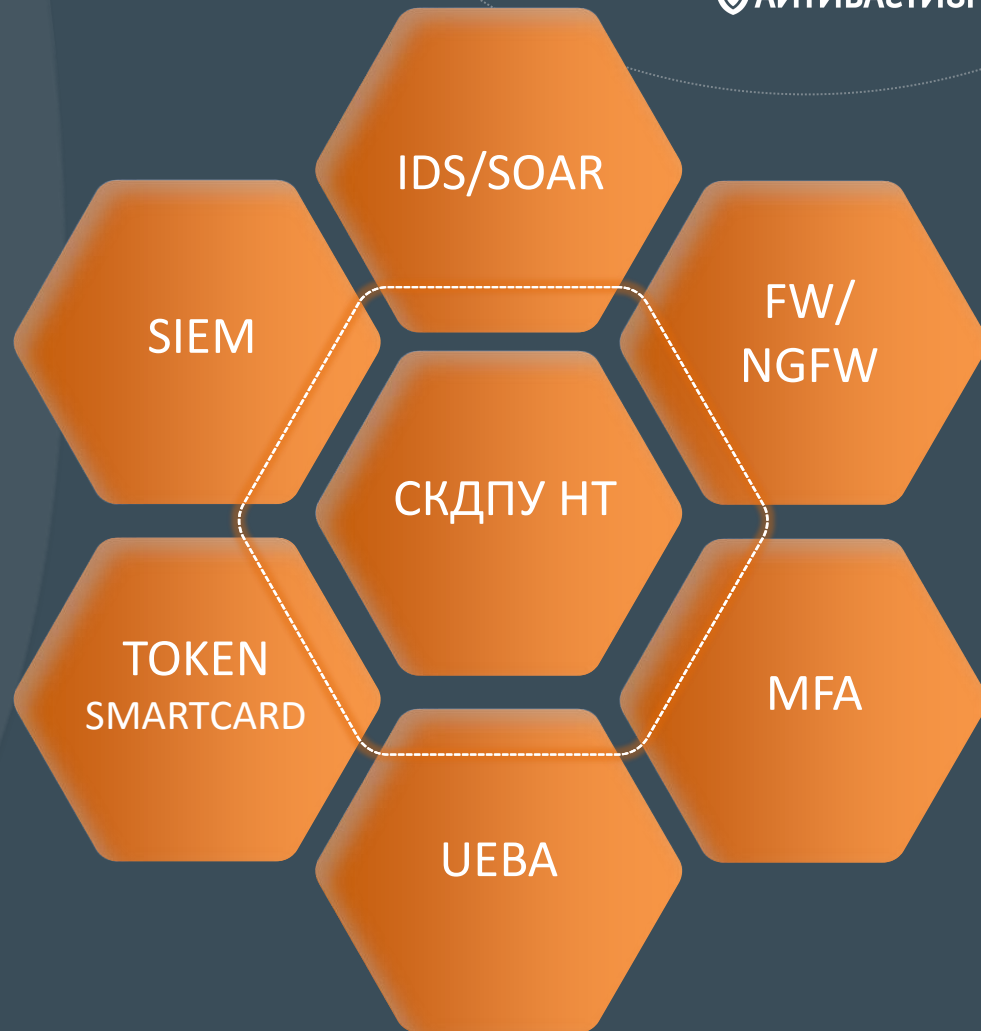 IDS/SOAR
FW/
NGFW
SIEM
СКДПУ НТ
TOKEN
SMARTCARD
MFA
UEBA